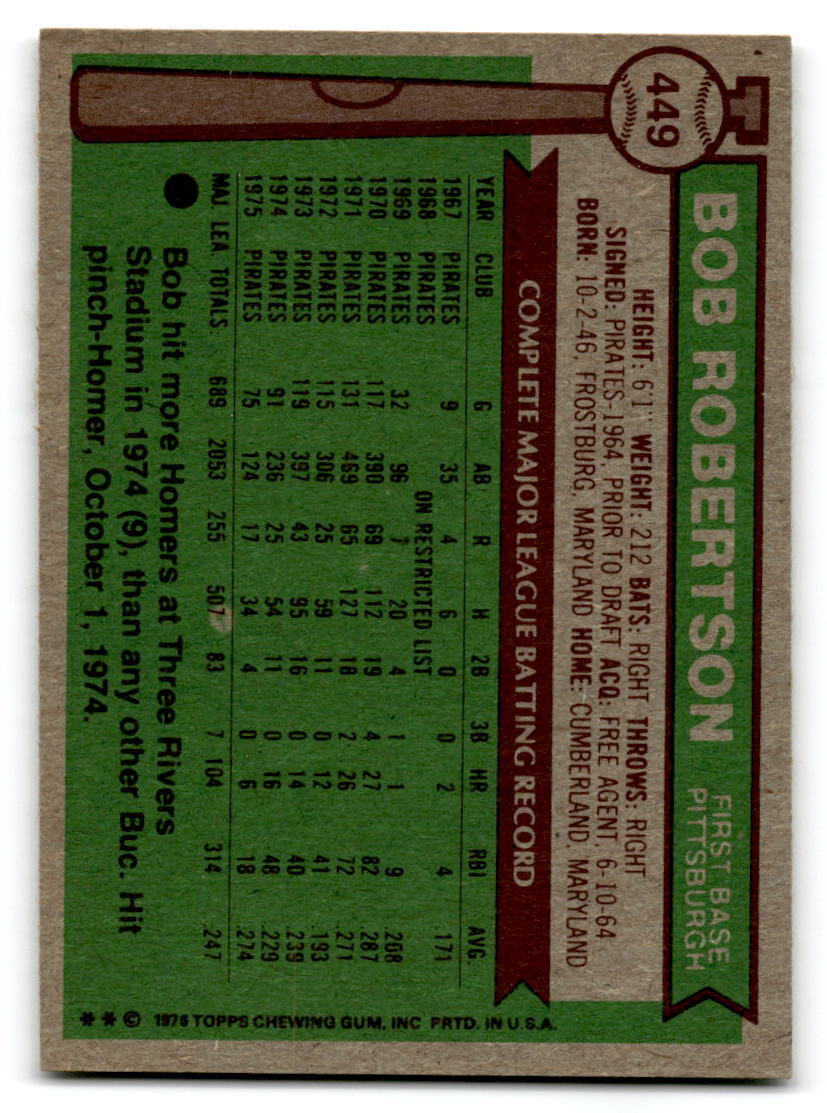 449
BOB ROBERTSON
FIRST BASE
PITTSBURGH
HEIGHT: 6'1" WEIGHT: 212 BATS: RIGHT THROWS: RIGHT
SIGNED: PIRATES-1964, PRIOR TO DRAFT ACQ: FREE AGENT, 6-10-64
BORN: 10-2-46, FROSTBURG, MARYLAND HOME: CUMBERLAND, MARYLAND
COMPLETE MAJOR LEAGUE BATTING RECORD
YEAR CLUB G AB R H 2B 3B HR RBI AVG.
1967 PIRATES 9 35 4 6 0 0 2 4 .171
1968 PIRATES ON RESTRICTED LIST
1969 PIRATES 32 96 7 20 4 1 1 9 .208
1970 PIRATES 117 390 69 112 19 4 27 82 .287
1971 PIRATES 131 469 65 127 18 2 26 72 .271
1972 PIRATES 115 306 25 59 11 0 12 41 .193
1973 PIRATES 119 397 43 95 16 0 14 40 .239
1974 PIRATES 91 236 25 54 11 0 16 48 .229
1975 PIRATES 75 124 17 34 4 0 6 18 .274
MAJ. LEA. TOTALS: 689 2053 255 507 83 7 104 314 .247
Bob hit more Homers at Three Rivers
Stadium in 1974 (9), than any other Buc. Hit
pinch-Homer, October 1, 1974.
* * © 1976 TOPPS CHEWING GUM, INC PRTD. IN U.S.A.